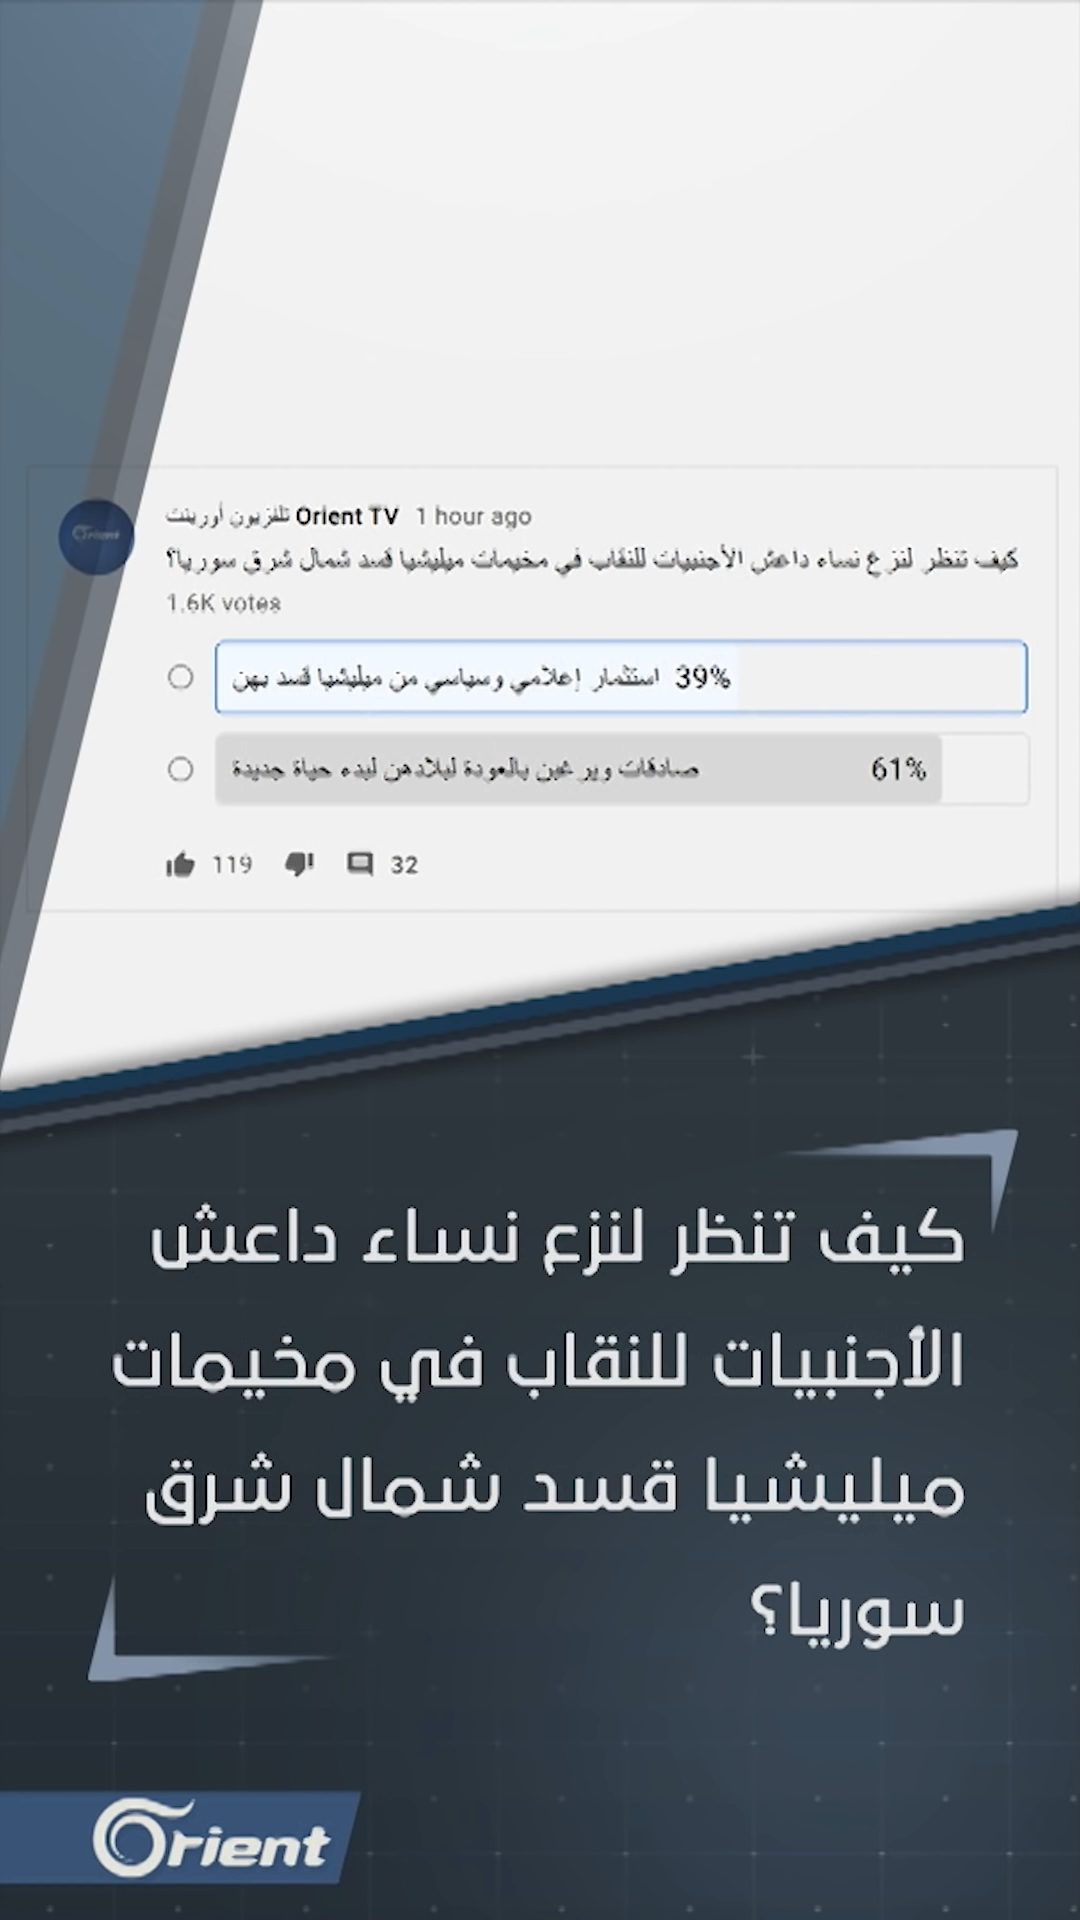 تلفزيون أورينت Orient TV 1 hour ago
كيف تنظر لنزع نساء داعش الأجنبيات للنقاب في مخيمات ميليشيا قسد شمال شرق سوريا؟
1.6K votes
استثمار إعلامي وسياسي من ميليشيا قسد بهن 39%
صادقات ويرغبن بالعودة لبلادهن لبدء حياة جديدة 61%
119 32
كيف تنظر لنزع نساء داعش
الأجنبيات للنقاب في مخيمات
ميليشيا قسد شمال شرق
سوريا؟
Orient